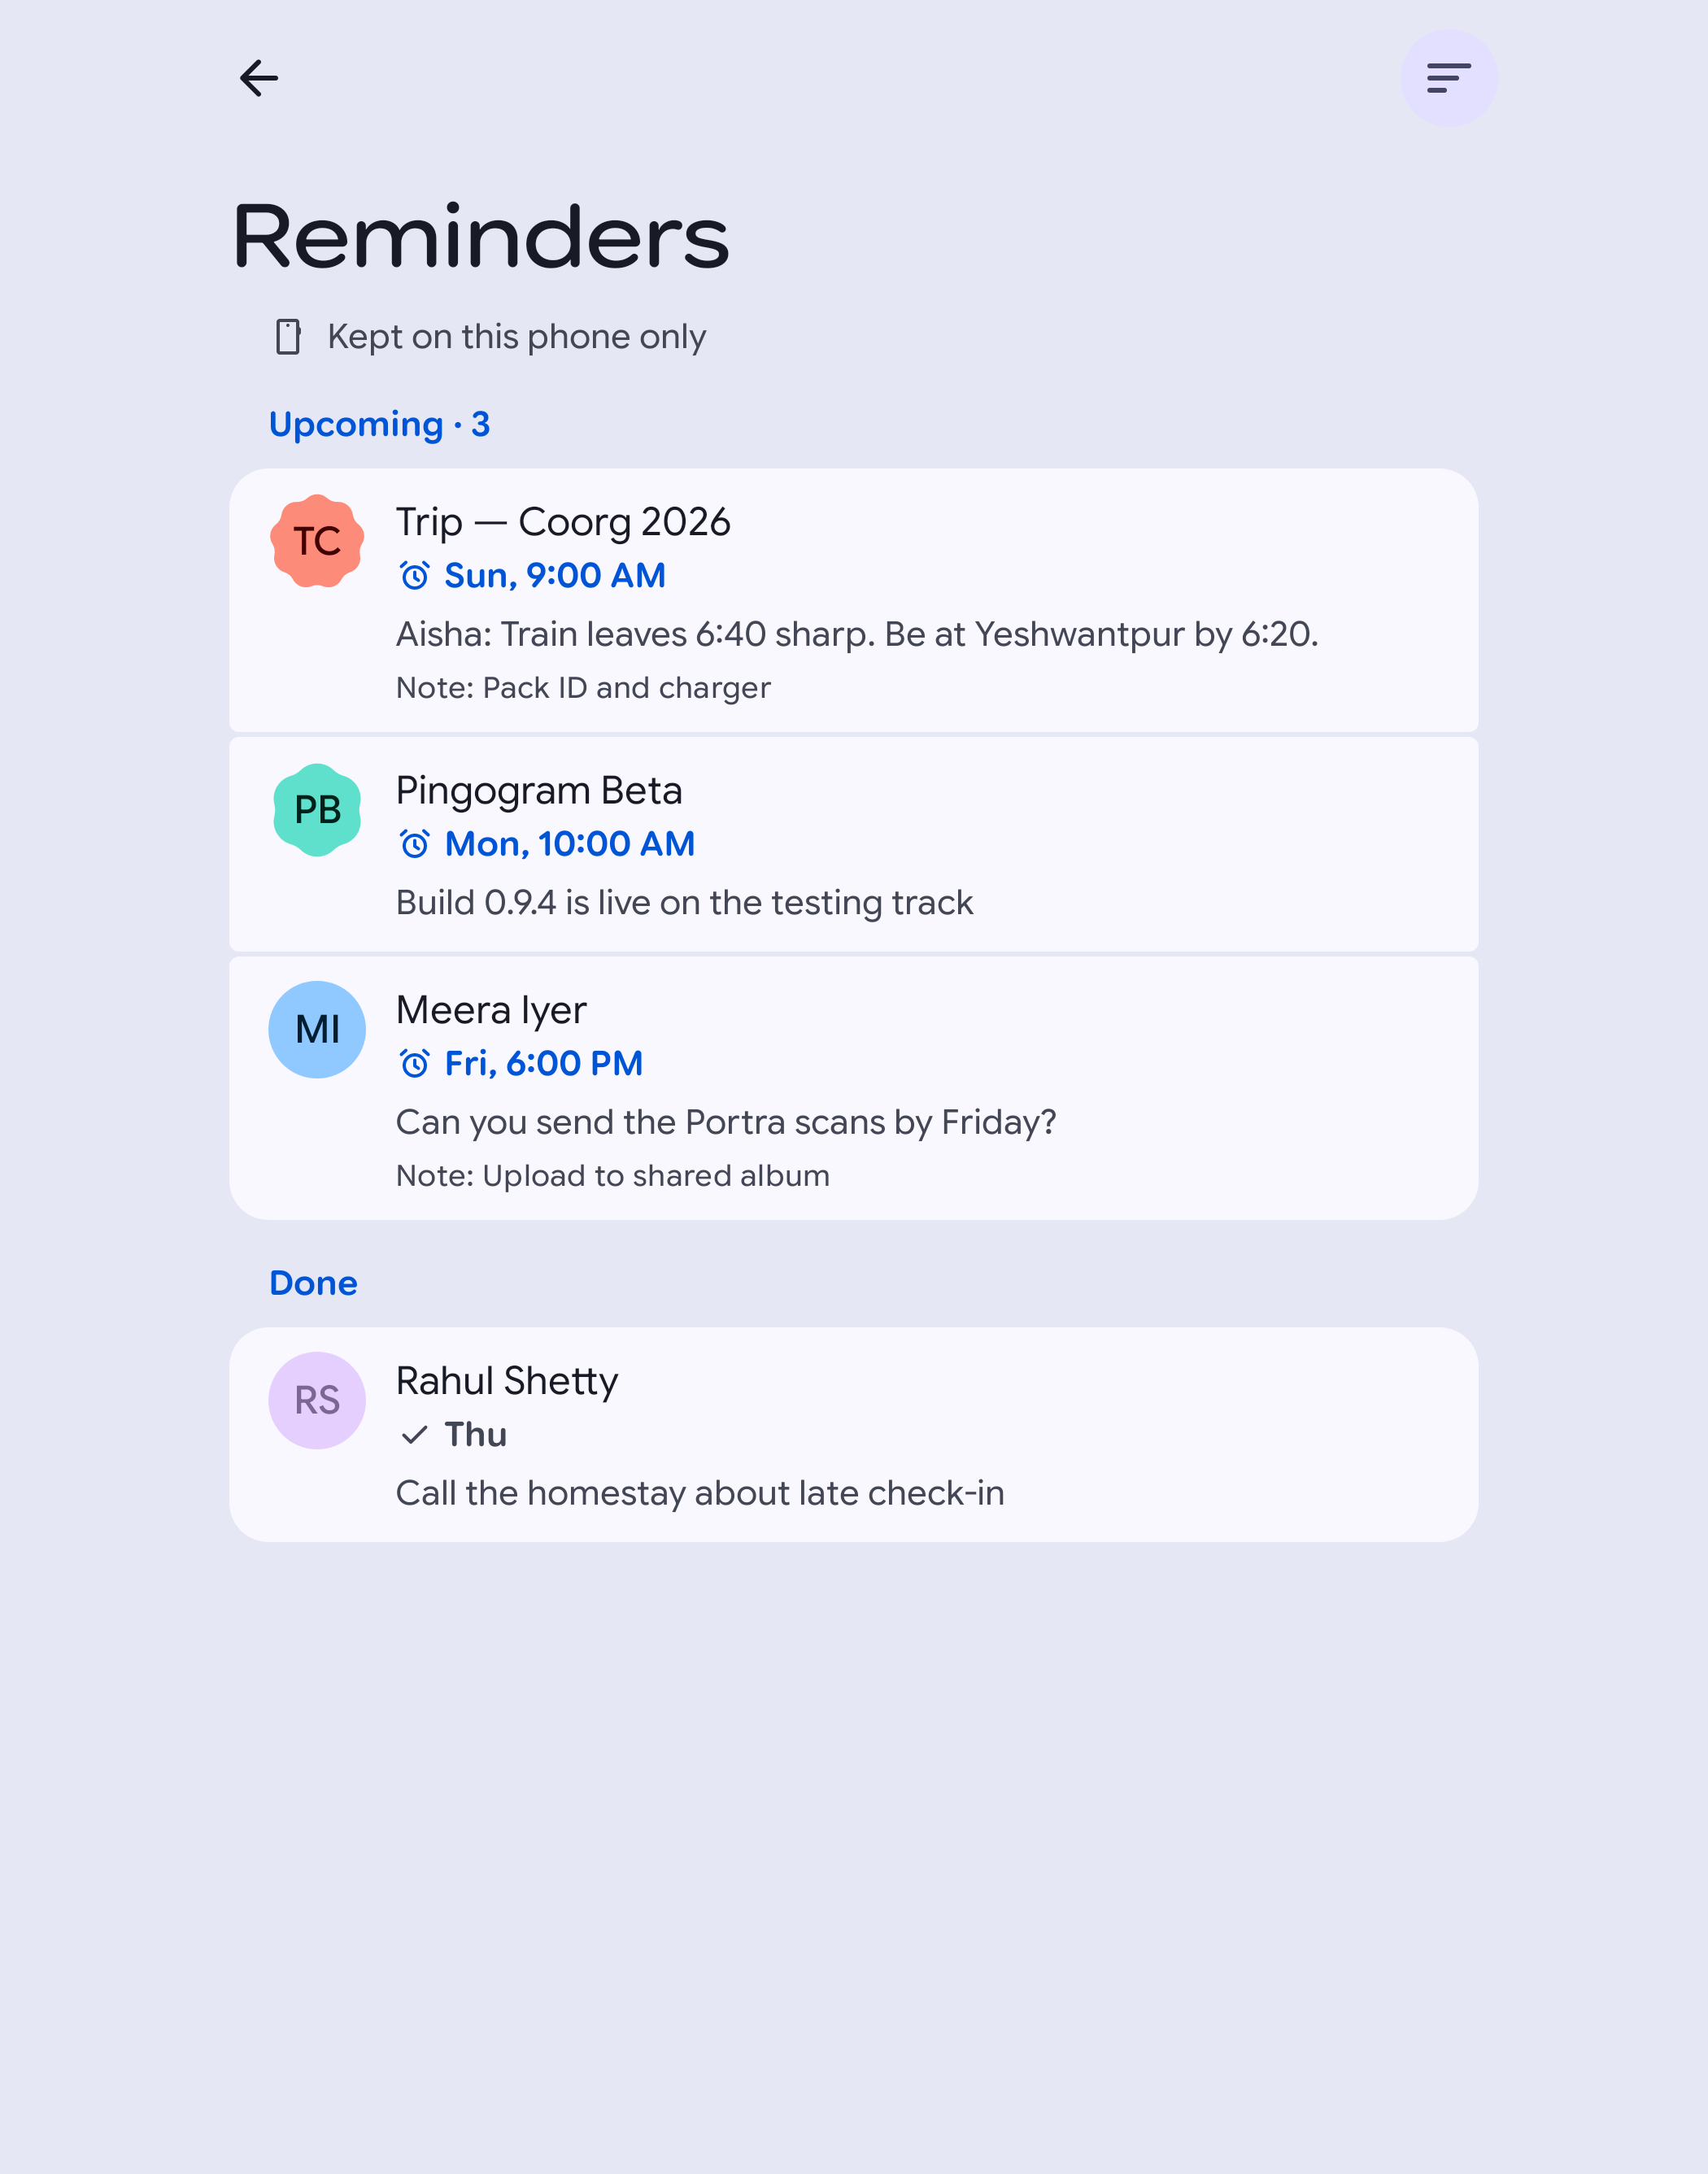 Reminders
Kept on this phone only
Upcoming · 3
TC
Trip — Coorg 2026
Sun, 9:00 AM
Aisha: Train leaves 6:40 sharp. Be at Yeshwantpur by 6:20.
Note: Pack ID and charger
PB
Pingogram Beta
Mon, 10:00 AM
Build 0.9.4 is live on the testing track
MI
Meera Iyer
Fri, 6:00 PM
Can you send the Portra scans by Friday?
Note: Upload to shared album
Done
RS
Rahul Shetty
Thu
Call the homestay about late check-in